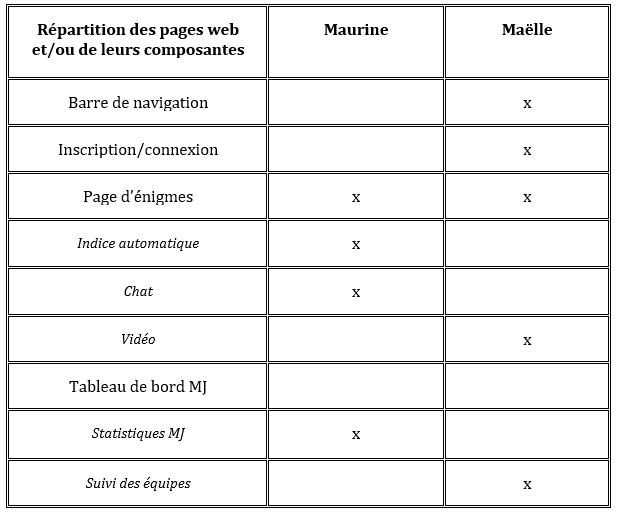 Répartition des pages web Maurine Maëlle
et/ou de leurs composantes
Barre de navigation x
Inscription/connexion x
Page d'énigmes x x
Indice automatique x
Chat x
Vidéo x
Tableau de bord MJ
Statistiques MJ x
Suivi des équipes x